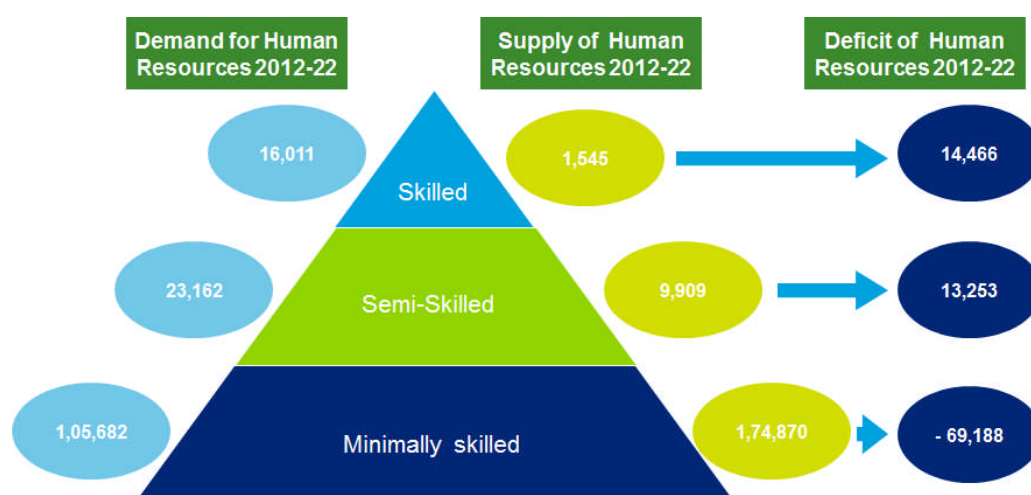 Demand for Human
Resources 2012-22
Supply of Human
Resources 2012-22
Deficit of Human
Resources 2012-22
16,011
Skilled
1,545
14,466
23,162
Semi-Skilled
9,909
13,253
1,05,682
Minimally skilled
1,74,870
- 69,188